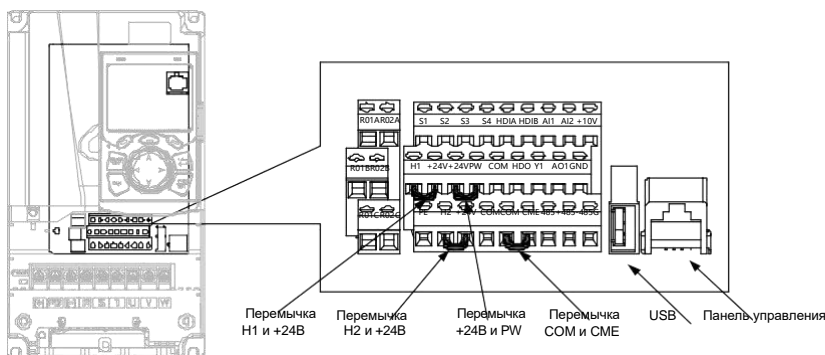 R01A R02A
S1 S2 S3 S4 HDIA HDIB AI1 AI2 +10V
R01B R02B
H1 +24V +24V PW COM HDO Y1 AO1 GND
R01C R02C
PE H2 +24V COM COM CME 485+ 485- 485G
R S T U V W
Перемычка
H1 и +24В
Перемычка
H2 и +24В
Перемычка
+24В и PW
Перемычка
COM и CME
USB
Панель управления